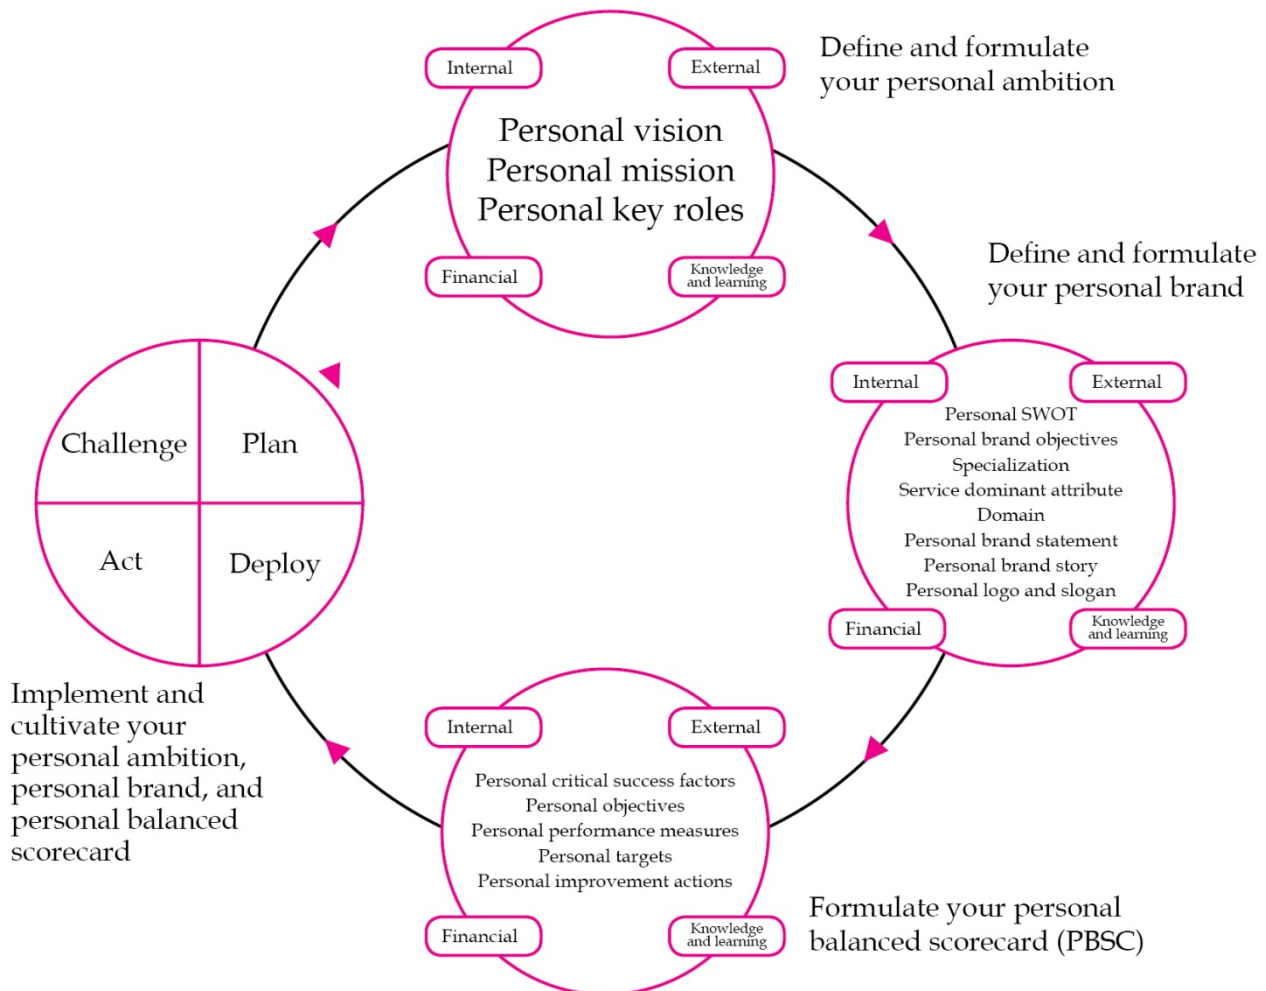 Internal
External
Personal vision
Personal mission
Personal key roles
Financial
Knowledge
and learning
Define and formulate
your personal ambition
Define and formulate
your personal brand
Internal
External
Personal SWOT
Personal brand objectives
Specialization
Service dominant attribute
Domain
Personal brand statement
Personal brand story
Personal logo and slogan
Financial
Knowledge
and learning
Internal
External
Personal critical success factors
Personal objectives
Personal performance measures
Personal targets
Personal improvement actions
Financial
Knowledge
and learning
Formulate your personal
balanced scorecard (PBSC)
Challenge
Plan
Act
Deploy
Implement and
cultivate your
personal ambition,
personal brand, and
personal balanced
scorecard